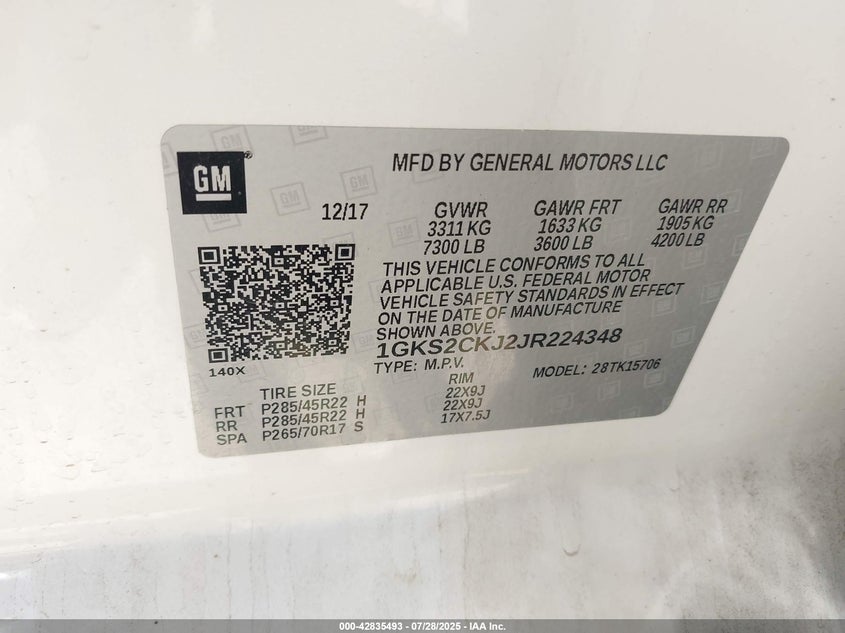 GM
MFD BY GENERAL MOTORS LLC
12/17 GVWR GAWR FRT GAWR RR
3311 KG 1633 KG 1905 KG
7300 LB 3600 LB 4200 LB
THIS VEHICLE CONFORMS TO ALL
APPLICABLE U.S. FEDERAL MOTOR
VEHICLE SAFETY STANDARDS IN EFFECT
ON THE DATE OF MANUFACTURE
SHOWN ABOVE.
1GKS2CKJ2JR224348
140X TYPE: M.P.V. MODEL: 28TK15706
TIRE SIZE RIM
FRT P285/45R22 H 22X9J
RR P285/45R22 H 22X9J
SPA P265/70R17 S 17X7.5J
000-42835493 - 07/28/2025 - IAA Inc.